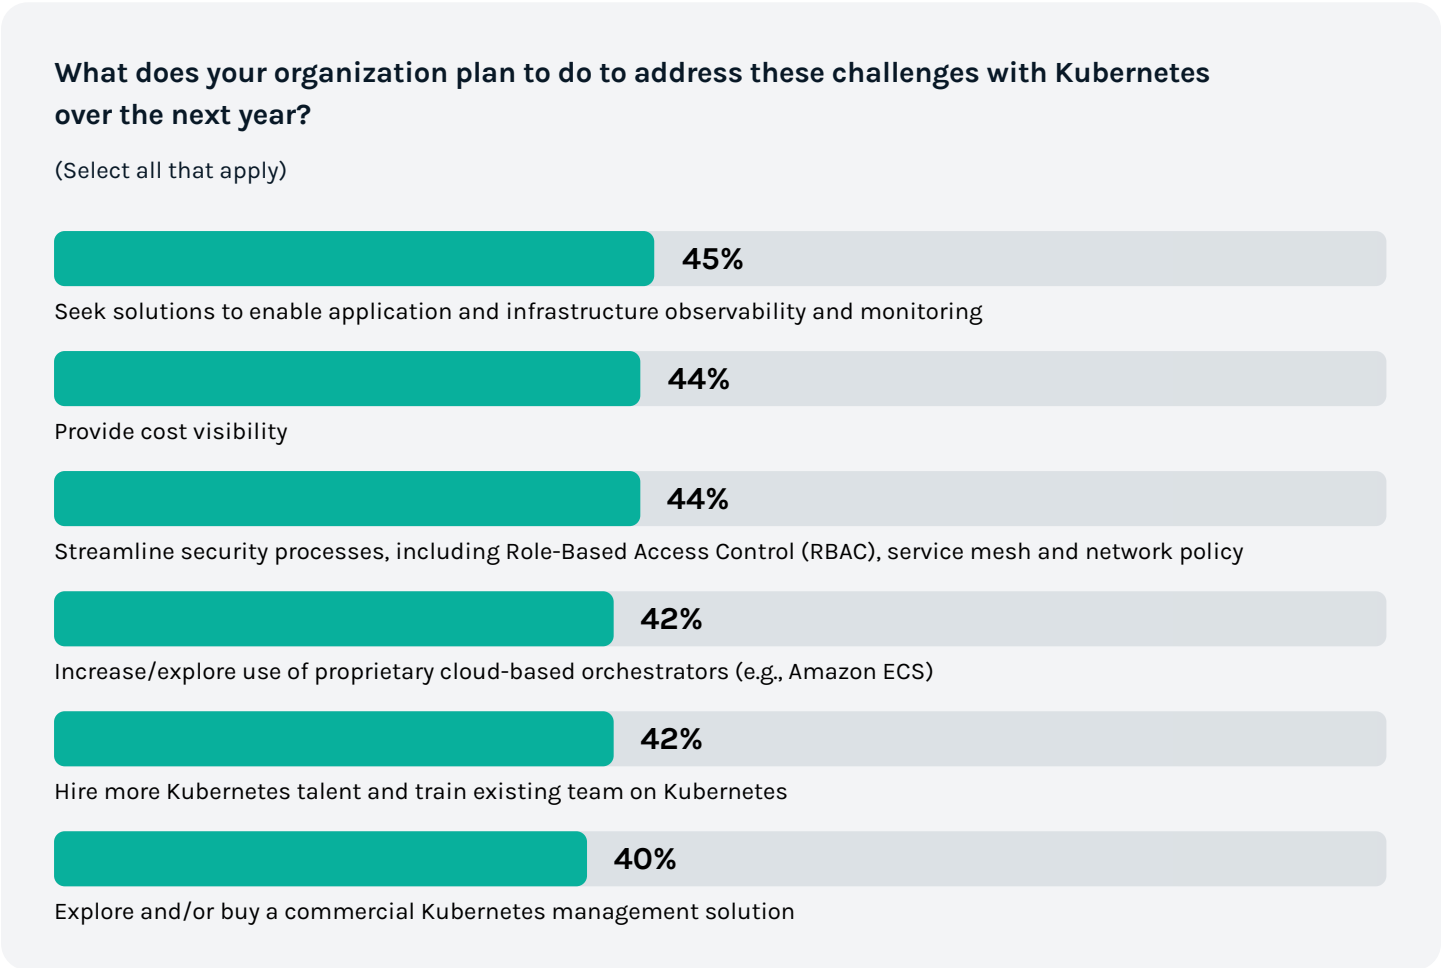 What does your organization plan to do to address these challenges with Kubernetes
over the next year?
(Select all that apply)
45%
Seek solutions to enable application and infrastructure observability and monitoring
44%
Provide cost visibility
44%
Streamline security processes, including Role-Based Access Control (RBAC), service mesh and network policy
42%
Increase/explore use of proprietary cloud-based orchestrators (e.g., Amazon ECS)
42%
Hire more Kubernetes talent and train existing team on Kubernetes
40%
Explore and/or buy a commercial Kubernetes management solution